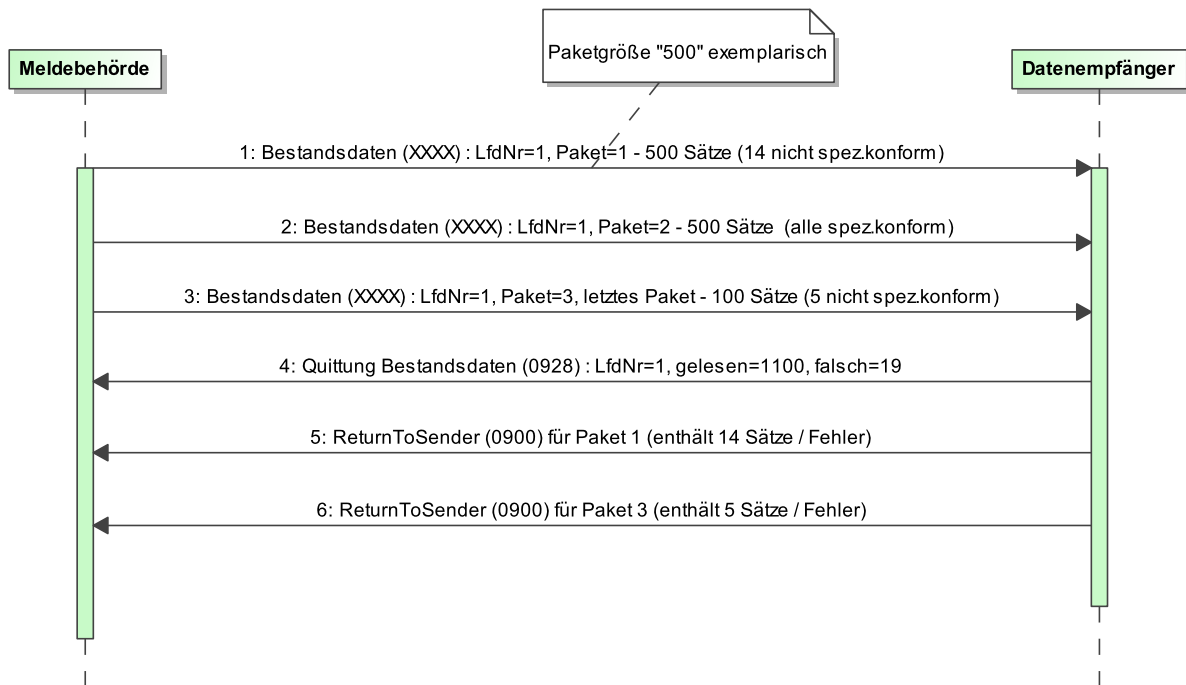 Paketgröße "500" exemplarisch
Meldebehörde
Datenempfänger
1: Bestandsdaten (XXXX) : LfdNr=1, Paket=1 - 500 Sätze (14 nicht spez.konform)
2: Bestandsdaten (XXXX) : LfdNr=1, Paket=2 - 500 Sätze (alle spez.konform)
3: Bestandsdaten (XXXX) : LfdNr=1, Paket=3, letztes Paket - 100 Sätze (5 nicht spez.konform)
4: Quittung Bestandsdaten (0928) : LfdNr=1, gelesen=1100, falsch=19
5: ReturnToSender (0900) für Paket 1 (enthält 14 Sätze / Fehler)
6: ReturnToSender (0900) für Paket 3 (enthält 5 Sätze / Fehler)